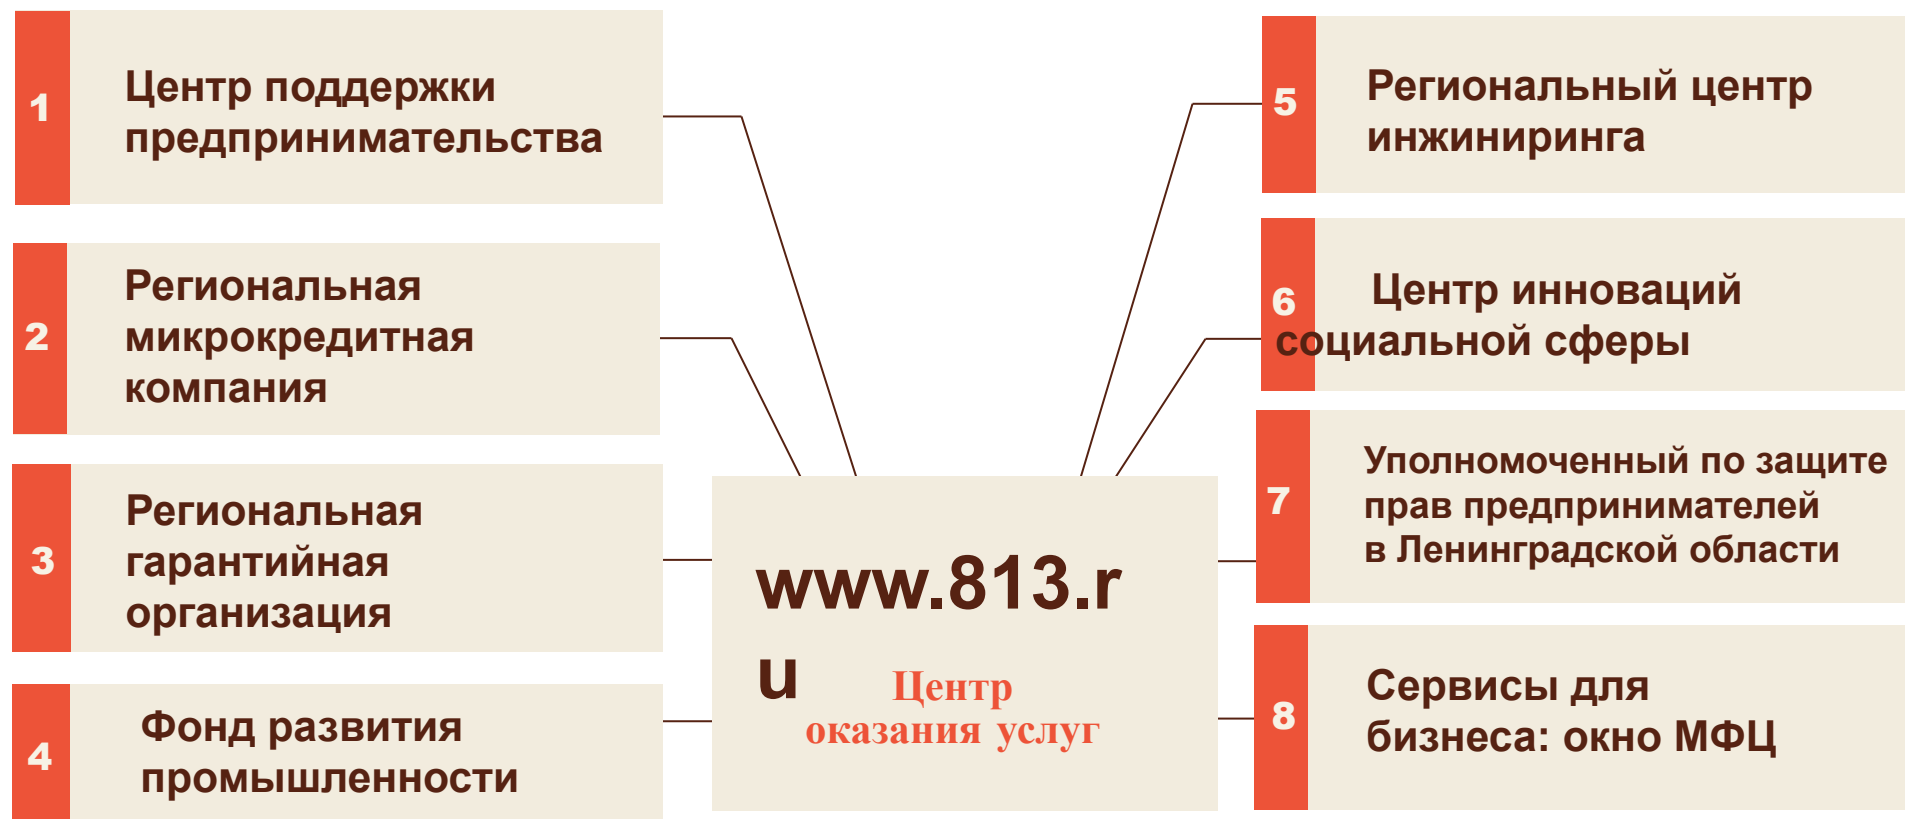 1
Центр поддержки
предпринимательства
2
Региональная
микрокредитная
компания
3
Региональная
гарантийная
организация
4
Фонд развития
промышленности
www.813.r
u
Центр
оказания услуг
5
Региональный центр
инжиниринга
6
Центр инноваций
социальной сферы
7
Уполномоченный по защите
прав предпринимателей
в Ленинградской области
8
Сервисы для
бизнеса: окно МФЦ